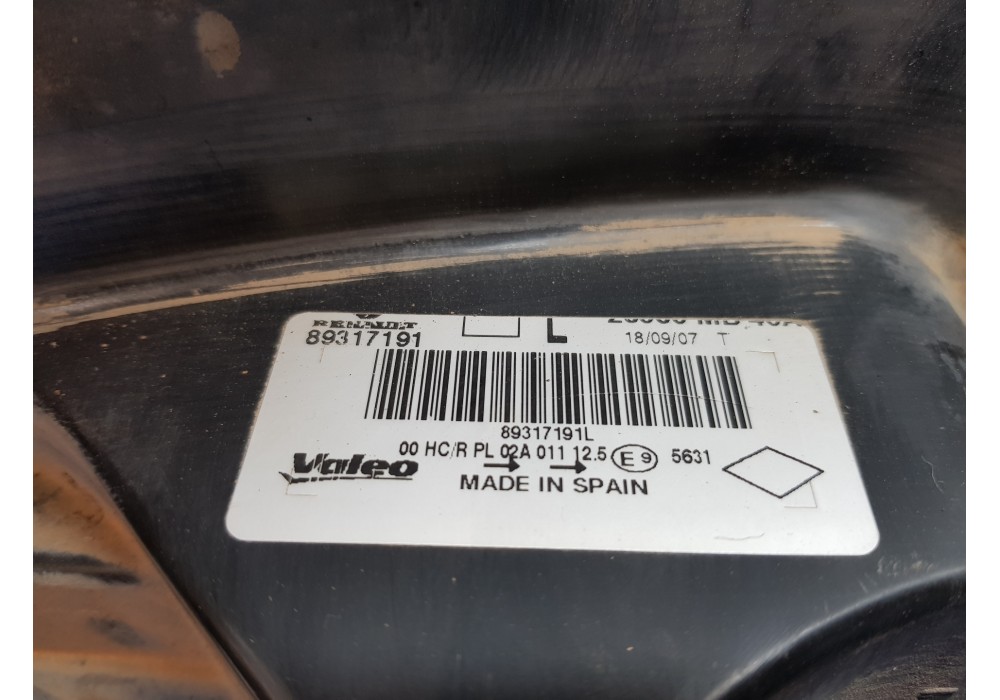 RENAULT L
89317191 18/09/07 T
89317191L
00 HC/R PL 02A 011 12.5 E9 5631
Valeo
MADE IN SPAIN